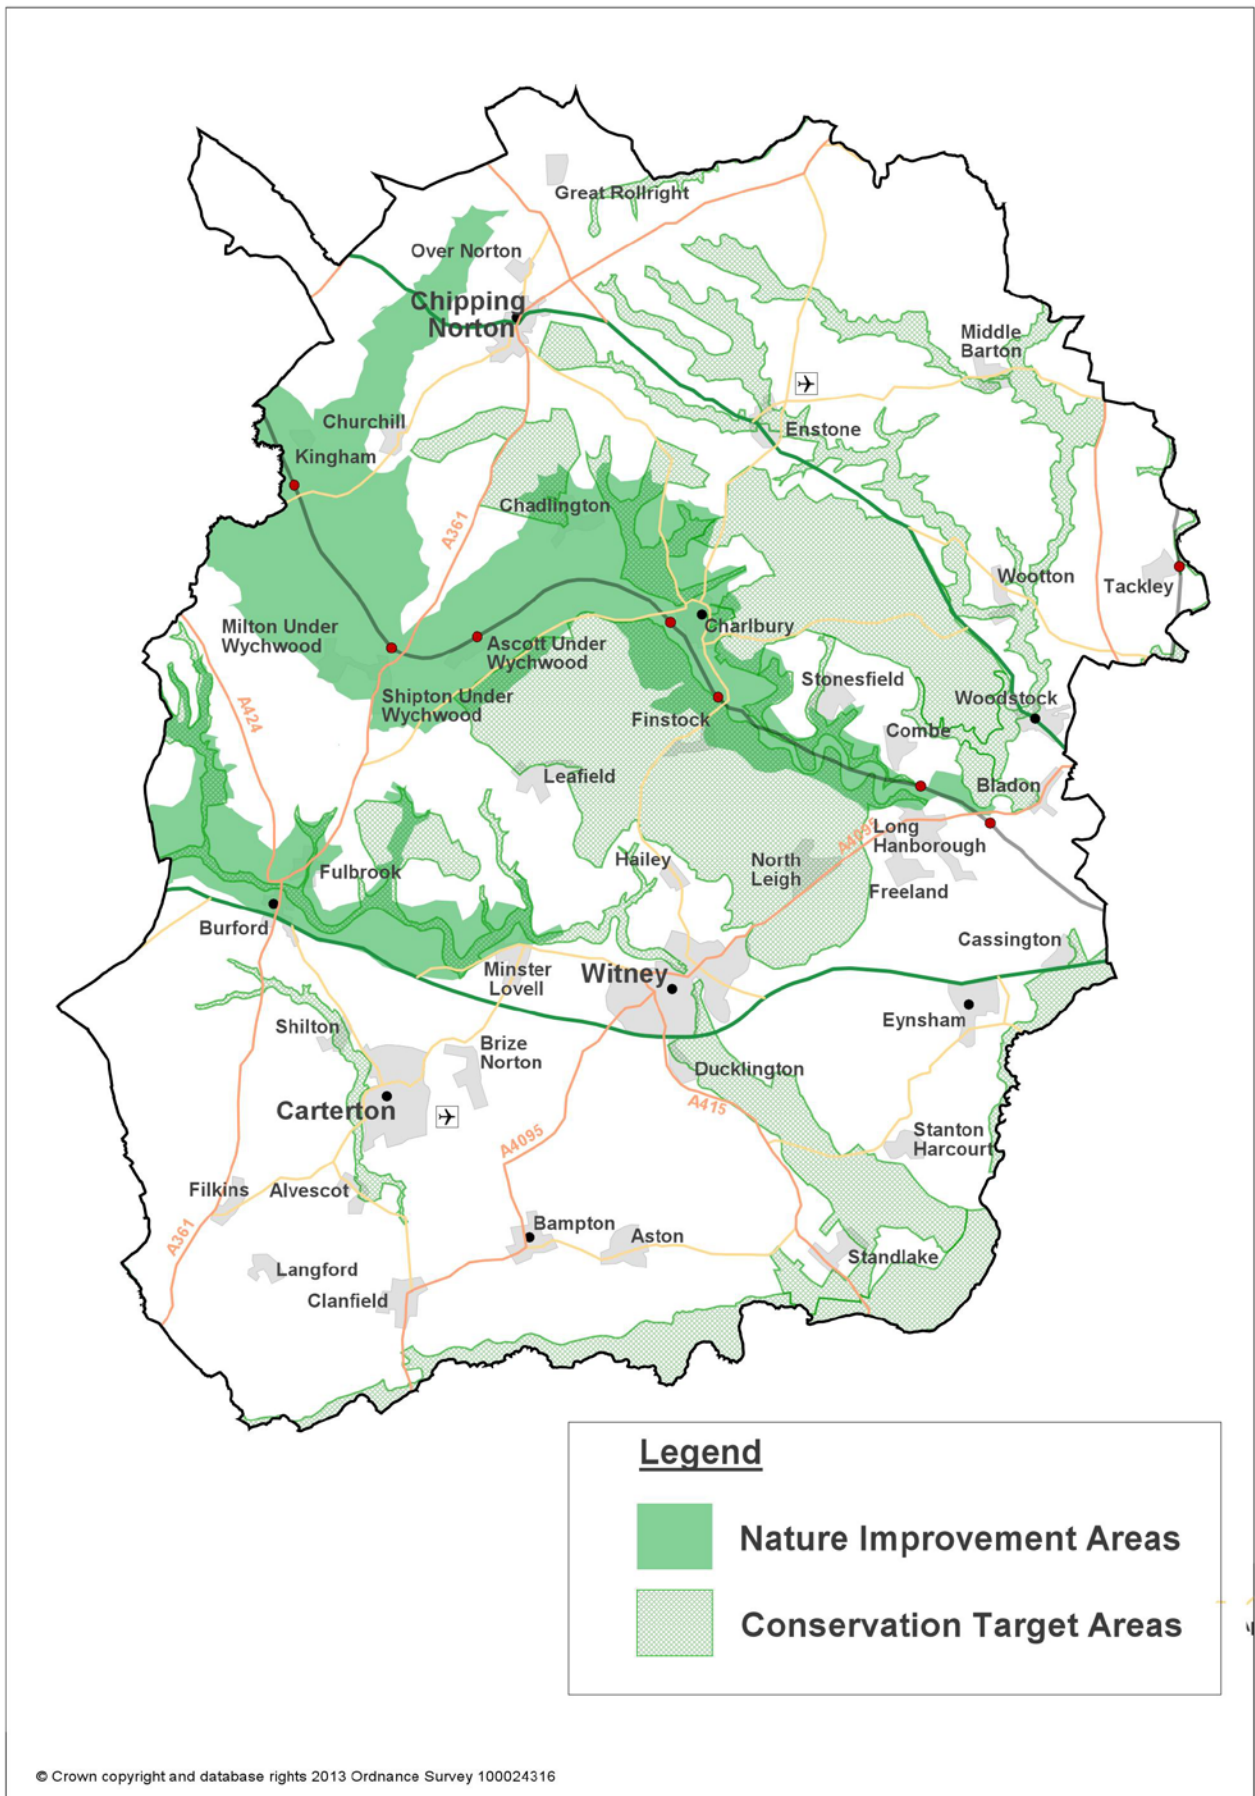 Great Rollright
Over Norton
Chipping
Norton
Middle
Barton
Churchill
Enstone
Kingham
Chadlington
A361
Wootton
Tackley
Milton Under
Wychwood
Charlbury
Ascott Under
Wychwood
Stonesfield
Shipton Under
Wychwood
Woodstock
A424
Finstock
Combe
Leafield
Bladon
A4095
Long
Hanborough
Hailey
North
Leigh
Fulbrook
Freeland
Burford
Cassington
Minster
Lovell
Witney
Eynsham
Shilton
Brize
Norton
Ducklington
Carterton
A415
A4095
Stanton
Harcourt
Filkins
Alvescot
A361
Bampton
Aston
Standlake
Langford
Clanfield
Legend
Nature Improvement Areas
Conservation Target Areas
© Crown copyright and database rights 2013 Ordnance Survey 100024316